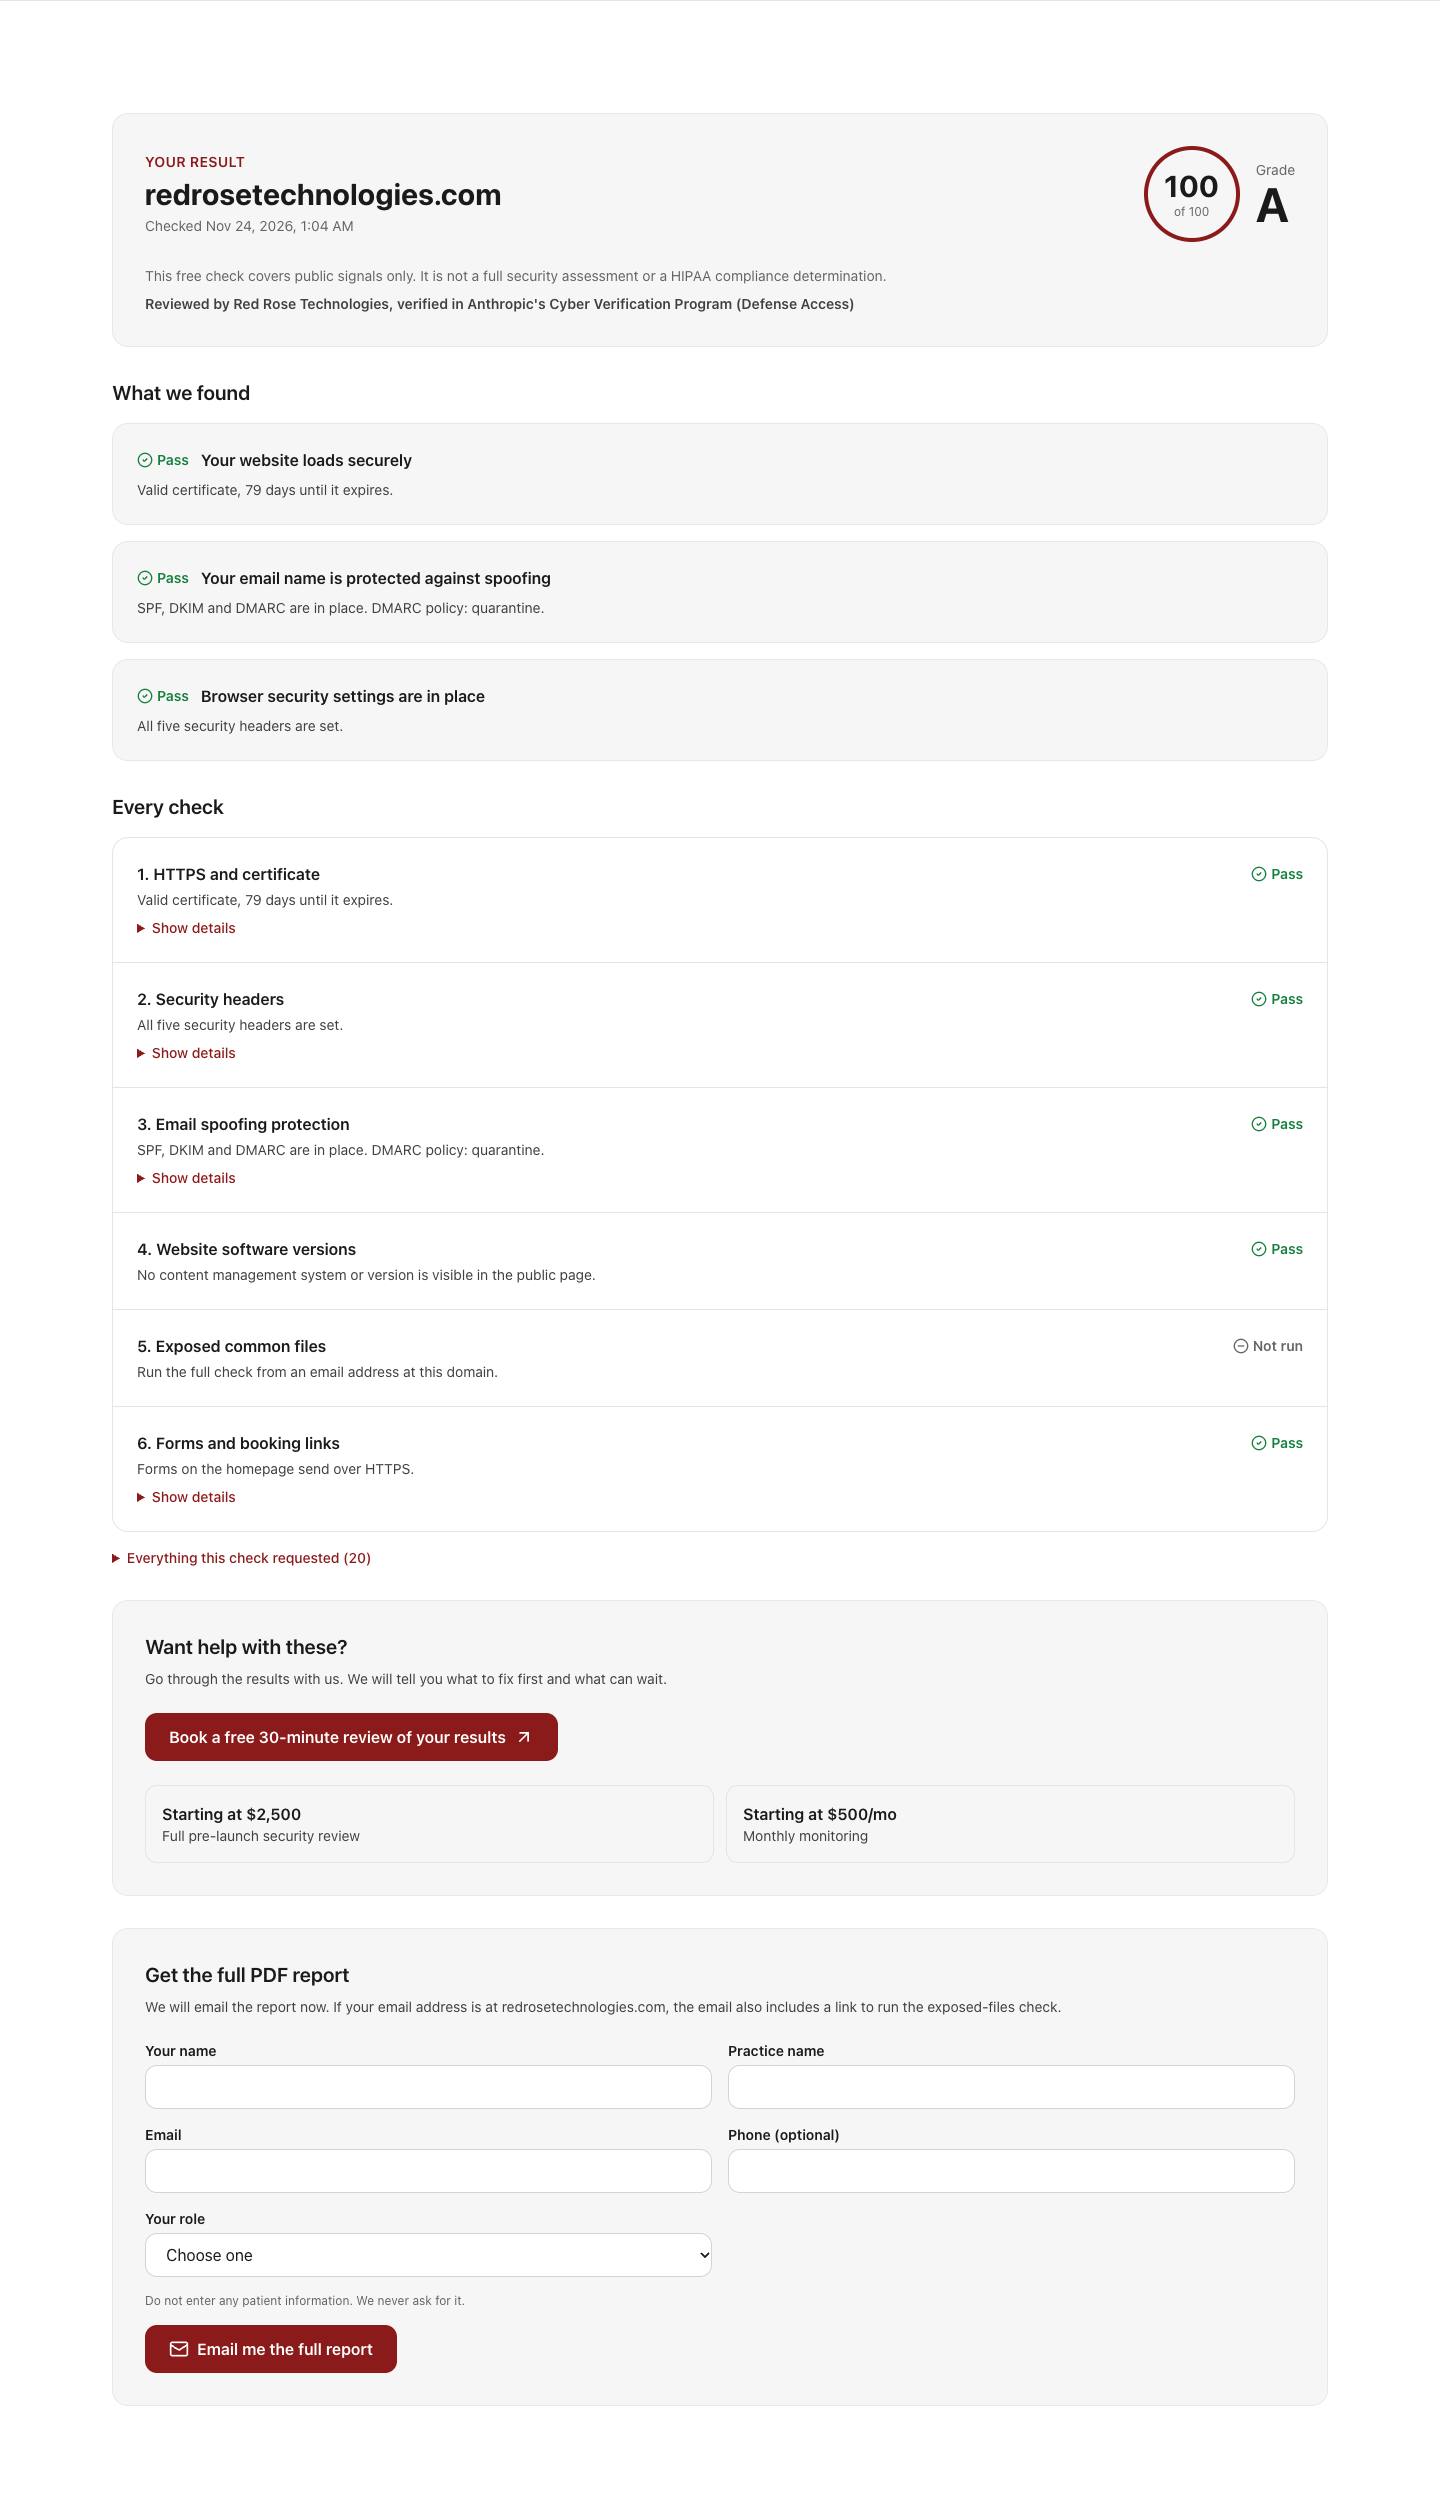 YOUR RESULT
redrosetechnologies.com
Checked Nov 24, 2026, 1:04 AM
100
of 100
Grade
A
This free check covers public signals only. It is not a full security assessment or a HIPAA compliance determination.
Reviewed by Red Rose Technologies, verified in Anthropic's Cyber Verification Program (Defense Access)
What we found
Pass Your website loads securely
Valid certificate, 79 days until it expires.
Pass Your email name is protected against spoofing
SPF, DKIM and DMARC are in place. DMARC policy: quarantine.
Pass Browser security settings are in place
All five security headers are set.
Every check
1. HTTPS and certificate Pass
Valid certificate, 79 days until it expires.
Show details
2. Security headers Pass
All five security headers are set.
Show details
3. Email spoofing protection Pass
SPF, DKIM and DMARC are in place. DMARC policy: quarantine.
Show details
4. Website software versions Pass
No content management system or version is visible in the public page.
5. Exposed common files Not run
Run the full check from an email address at this domain.
6. Forms and booking links Pass
Forms on the homepage send over HTTPS.
Show details
Everything this check requested (20)
Want help with these?
Go through the results with us. We will tell you what to fix first and what can wait.
Book a free 30-minute review of your results
Starting at $2,500
Full pre-launch security review
Starting at $500/mo
Monthly monitoring
Get the full PDF report
We will email the report now. If your email address is at redrosetechnologies.com, the email also includes a link to run the exposed-files check.
Your name
Practice name
Email
Phone (optional)
Your role
Choose one
Do not enter any patient information. We never ask for it.
Email me the full report